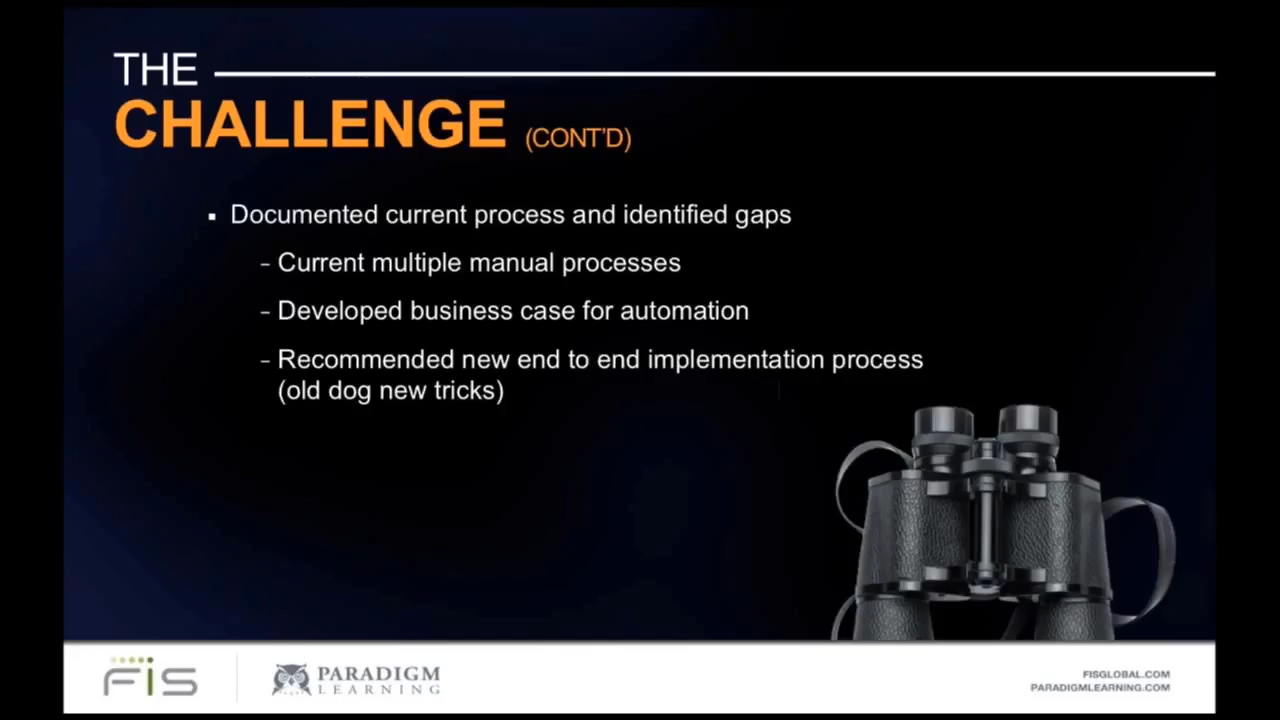 THE
CHALLENGE (CONT'D)
▪ Documented current process and identified gaps
– Current multiple manual processes
– Developed business case for automation
– Recommended new end to end implementation process
(old dog new tricks)
FIS
PARADIGM
LEARNING
FISGLOBAL.COM
PARADIGMLEARNING.COM